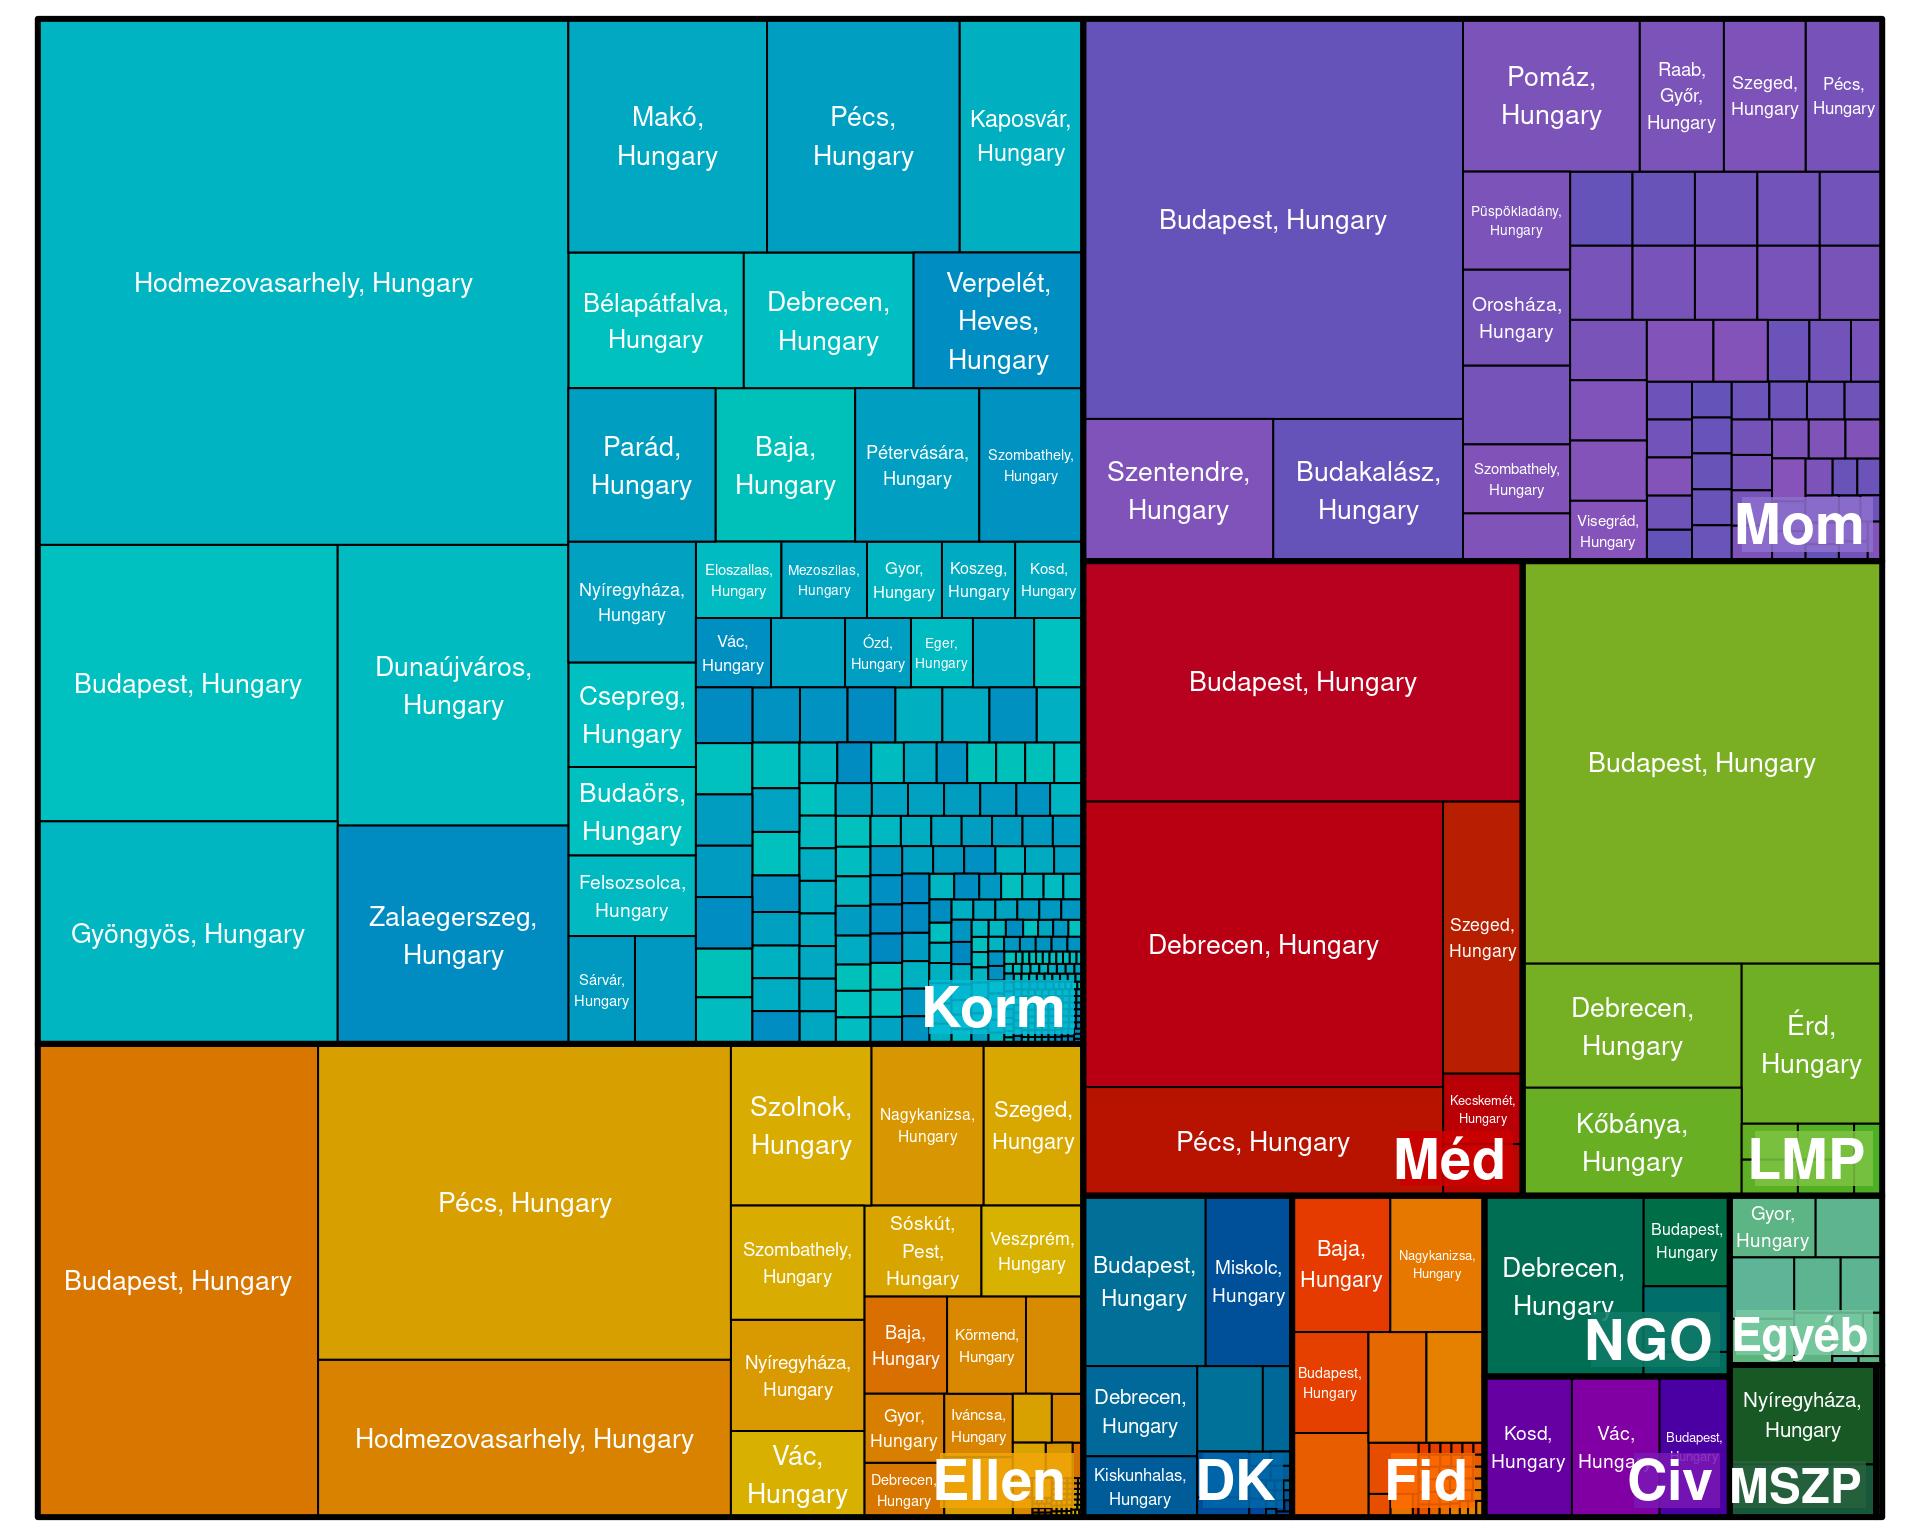 Hodmezovasarhely, Hungary
Makó,
Hungary
Pécs,
Hungary
Kaposvár,
Hungary
Bélapátfalva,
Hungary
Debrecen,
Hungary
Verpelét,
Heves,
Hungary
Parád,
Hungary
Baja,
Hungary
Pétervására,
Hungary
Szombathely,
Hungary
Budapest, Hungary
Dunaújváros,
Hungary
Gyöngyös, Hungary
Zalaegerszeg,
Hungary
Nyíregyháza,
Hungary
Eloszallas,
Hungary
Mezoszilas,
Hungary
Gyor,
Hungary
Koszeg,
Hungary
Kosd,
Hungary
Vác,
Hungary
Ózd,
Hungary
Eger,
Hungary
Csepreg,
Hungary
Budaörs,
Hungary
Felsozsolca,
Hungary
Sárvár,
Hungary
Korm
Budapest, Hungary
Pomáz,
Hungary
Raab,
Győr,
Hungary
Szeged,
Hungary
Pécs,
Hungary
Püspökladány,
Hungary
Orosháza,
Hungary
Szentendre,
Hungary
Budakalász,
Hungary
Szombathely,
Hungary
Visegrád,
Hungary
Mom
Budapest, Hungary
Debrecen, Hungary
Szeged,
Hungary
Kecskemét,
Hungary
Pécs, Hungary
Méd
Budapest, Hungary
Debrecen,
Hungary
Érd,
Hungary
Kőbánya,
Hungary
LMP
Budapest, Hungary
Pécs, Hungary
Hodmezovasarhely, Hungary
Szolnok,
Hungary
Nagykanizsa,
Hungary
Szeged,
Hungary
Szombathely,
Hungary
Sóskút,
Pest,
Hungary
Veszprém,
Hungary
Nyíregyháza,
Hungary
Baja,
Hungary
Körmend,
Hungary
Vác,
Hungary
Gyor,
Hungary
Iváncsa,
Hungary
Debrecen,
Hungary
Ellen
Budapest,
Hungary
Miskolc,
Hungary
Debrecen,
Hungary
Kiskunhalas,
Hungary
DK
Baja,
Hungary
Nagykanizsa,
Hungary
Budapest,
Hungary
Fid
Debrecen,
Hungary
Budapest,
Hungary
NGO
Gyor,
Hungary
Egyéb
Kosd,
Hungary
Vác,
Hungary
Budapest,
Hungary
Civ
Nyíregyháza,
Hungary
MSZP